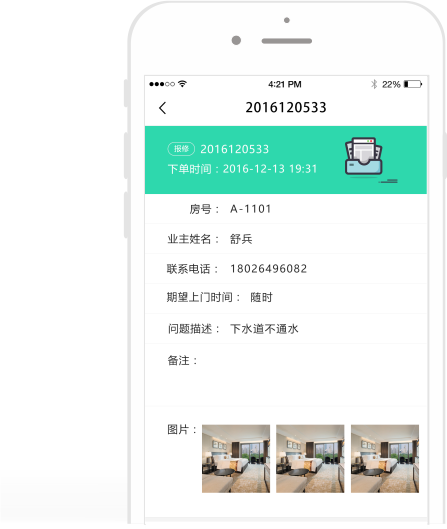 4:21 PM 22%
2016120533
报修 2016120533
下单时间：2016-12-13 19:31
房号： A-1101
业主姓名： 舒兵
联系电话： 18026496082
期望上门时间： 随时
问题描述： 下水道不通水
备注：
图片：